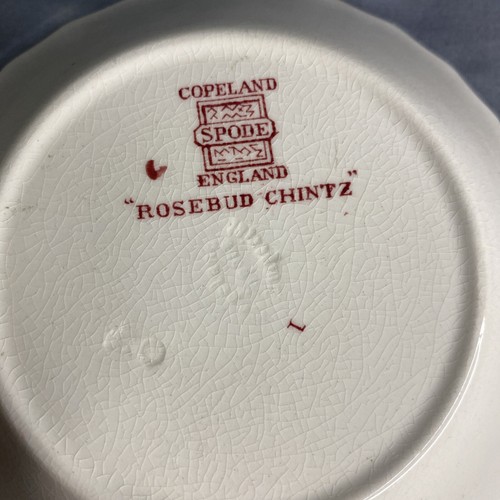 COPELAND
SPODE
ENGLAND
"ROSEBUD CHINTZ"